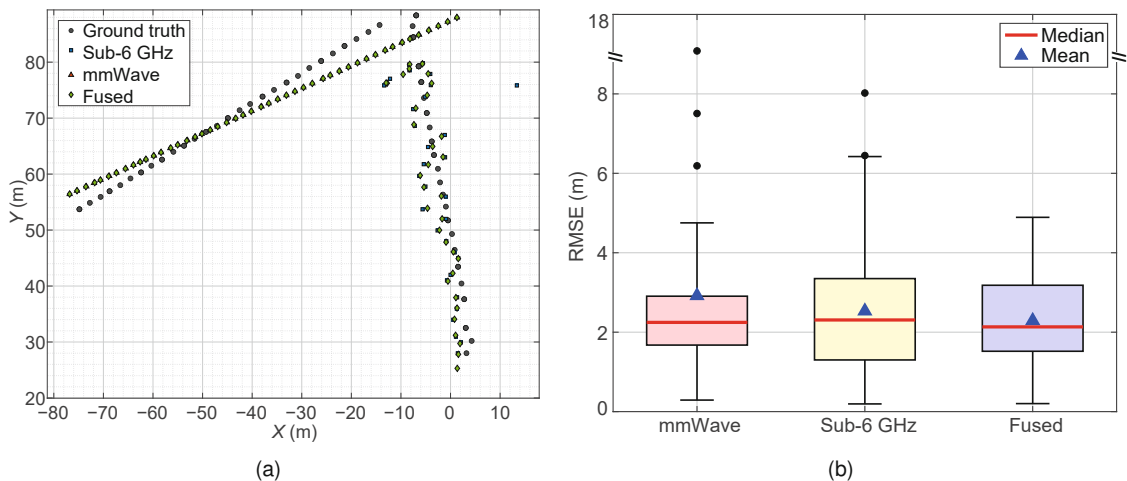 Ground truth
Sub-6 GHz
mmWave
Fused
80
70
60
50
40
30
20
Y (m)
−80 −70 −60 −50 −40 −30 −20 −10 0 10
X (m)
(a)
18
8
6
4
2
0
RMSE (m)
Median
Mean
mmWave Sub-6 GHz Fused
(b)